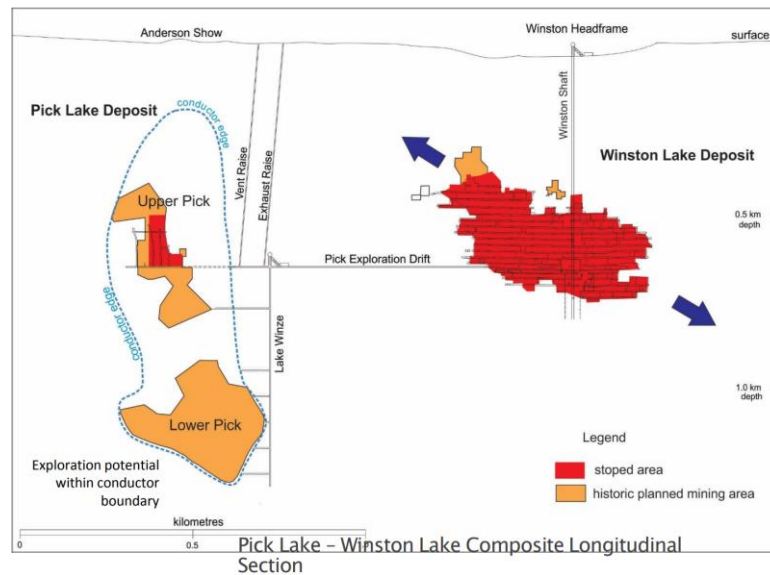 Anderson Show
Winston Headframe
surface
Pick Lake Deposit
conductor edge
Vent Raise
Exhaust Raise
Winston Shaft
Winston Lake Deposit
Upper Pick
0.5 km
depth
Pick Exploration Drift
conductor edge
Lake Winze
1.0 km
depth
Lower Pick
Legend
stoped area
historic planned mining area
Exploration potential
within conductor
boundary
kilometres
0
0.5
Pick Lake – Winston Lake Composite Longitudinal
Section